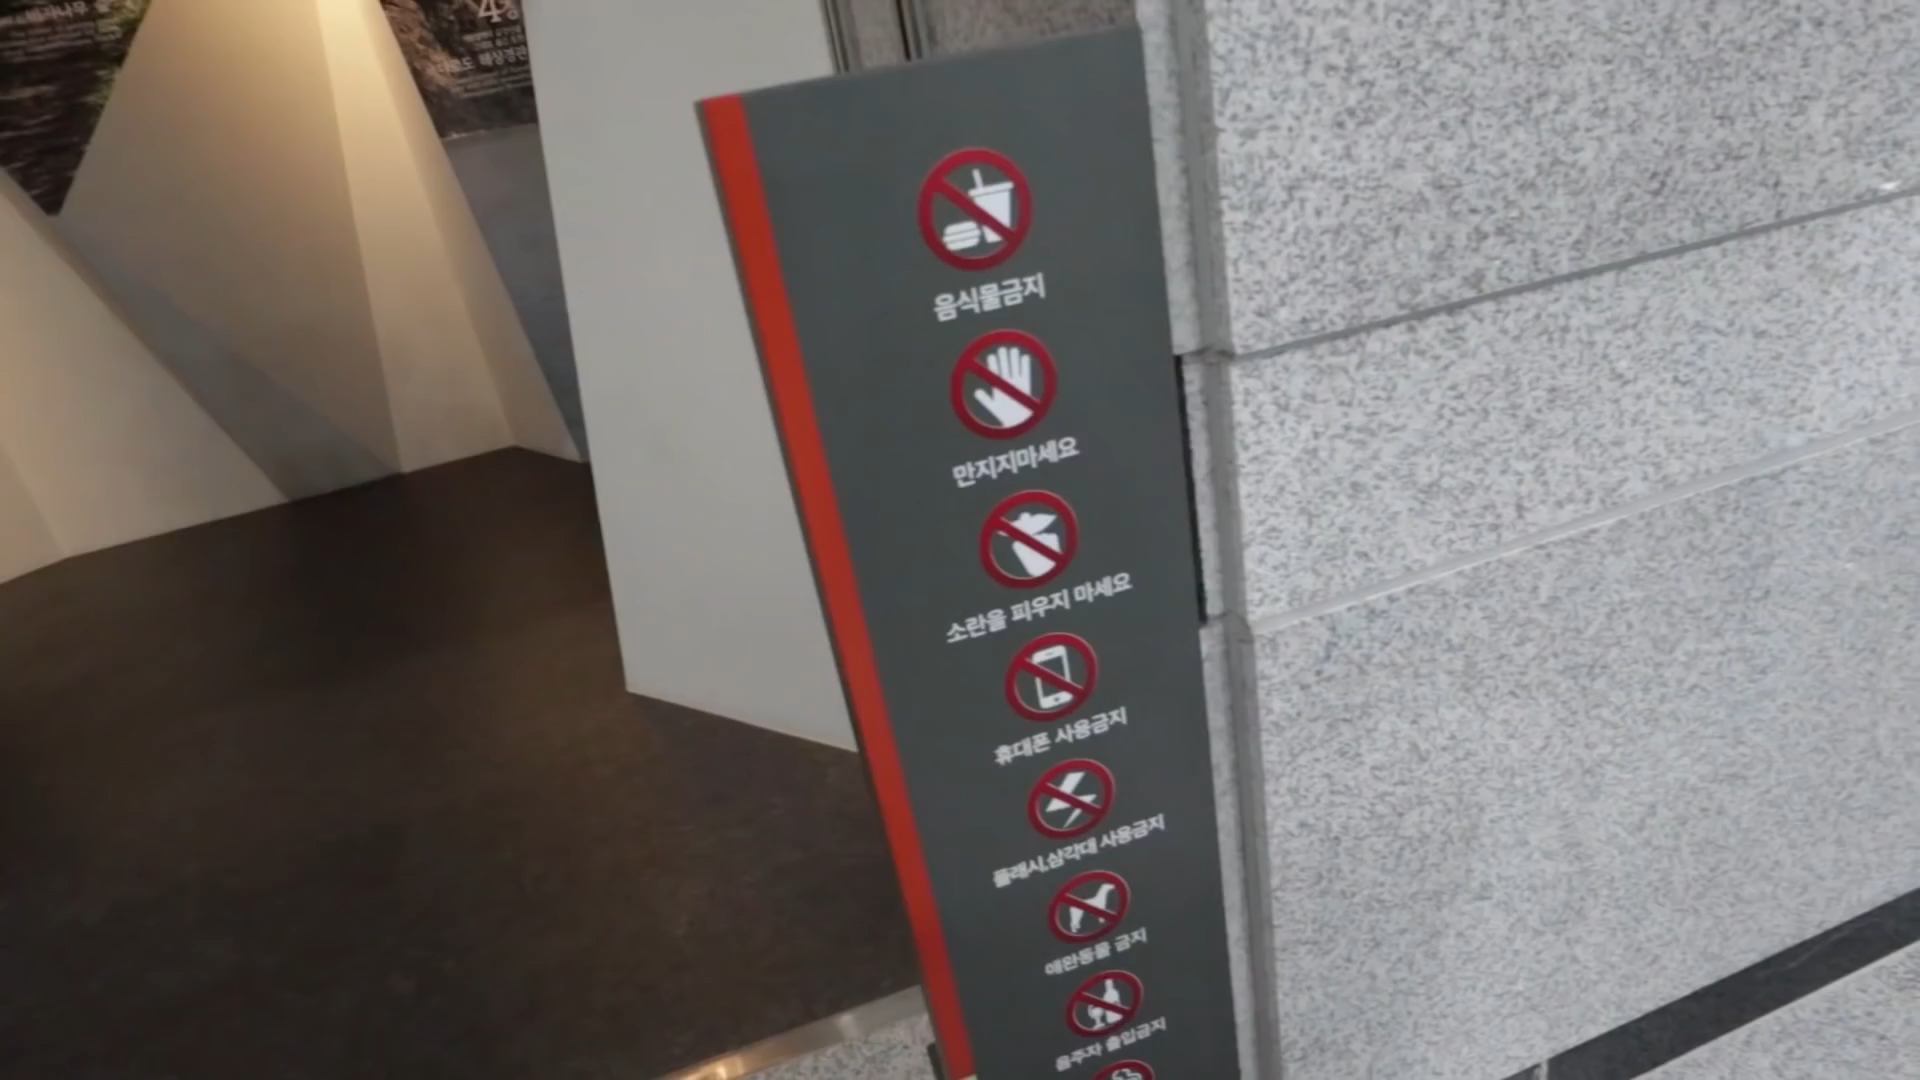 음식물금지
만지지마세요
소란을 피우지 마세요
휴대폰 사용금지
플래시,삼각대 사용금지
애완동물 금지
음주자 출입금지